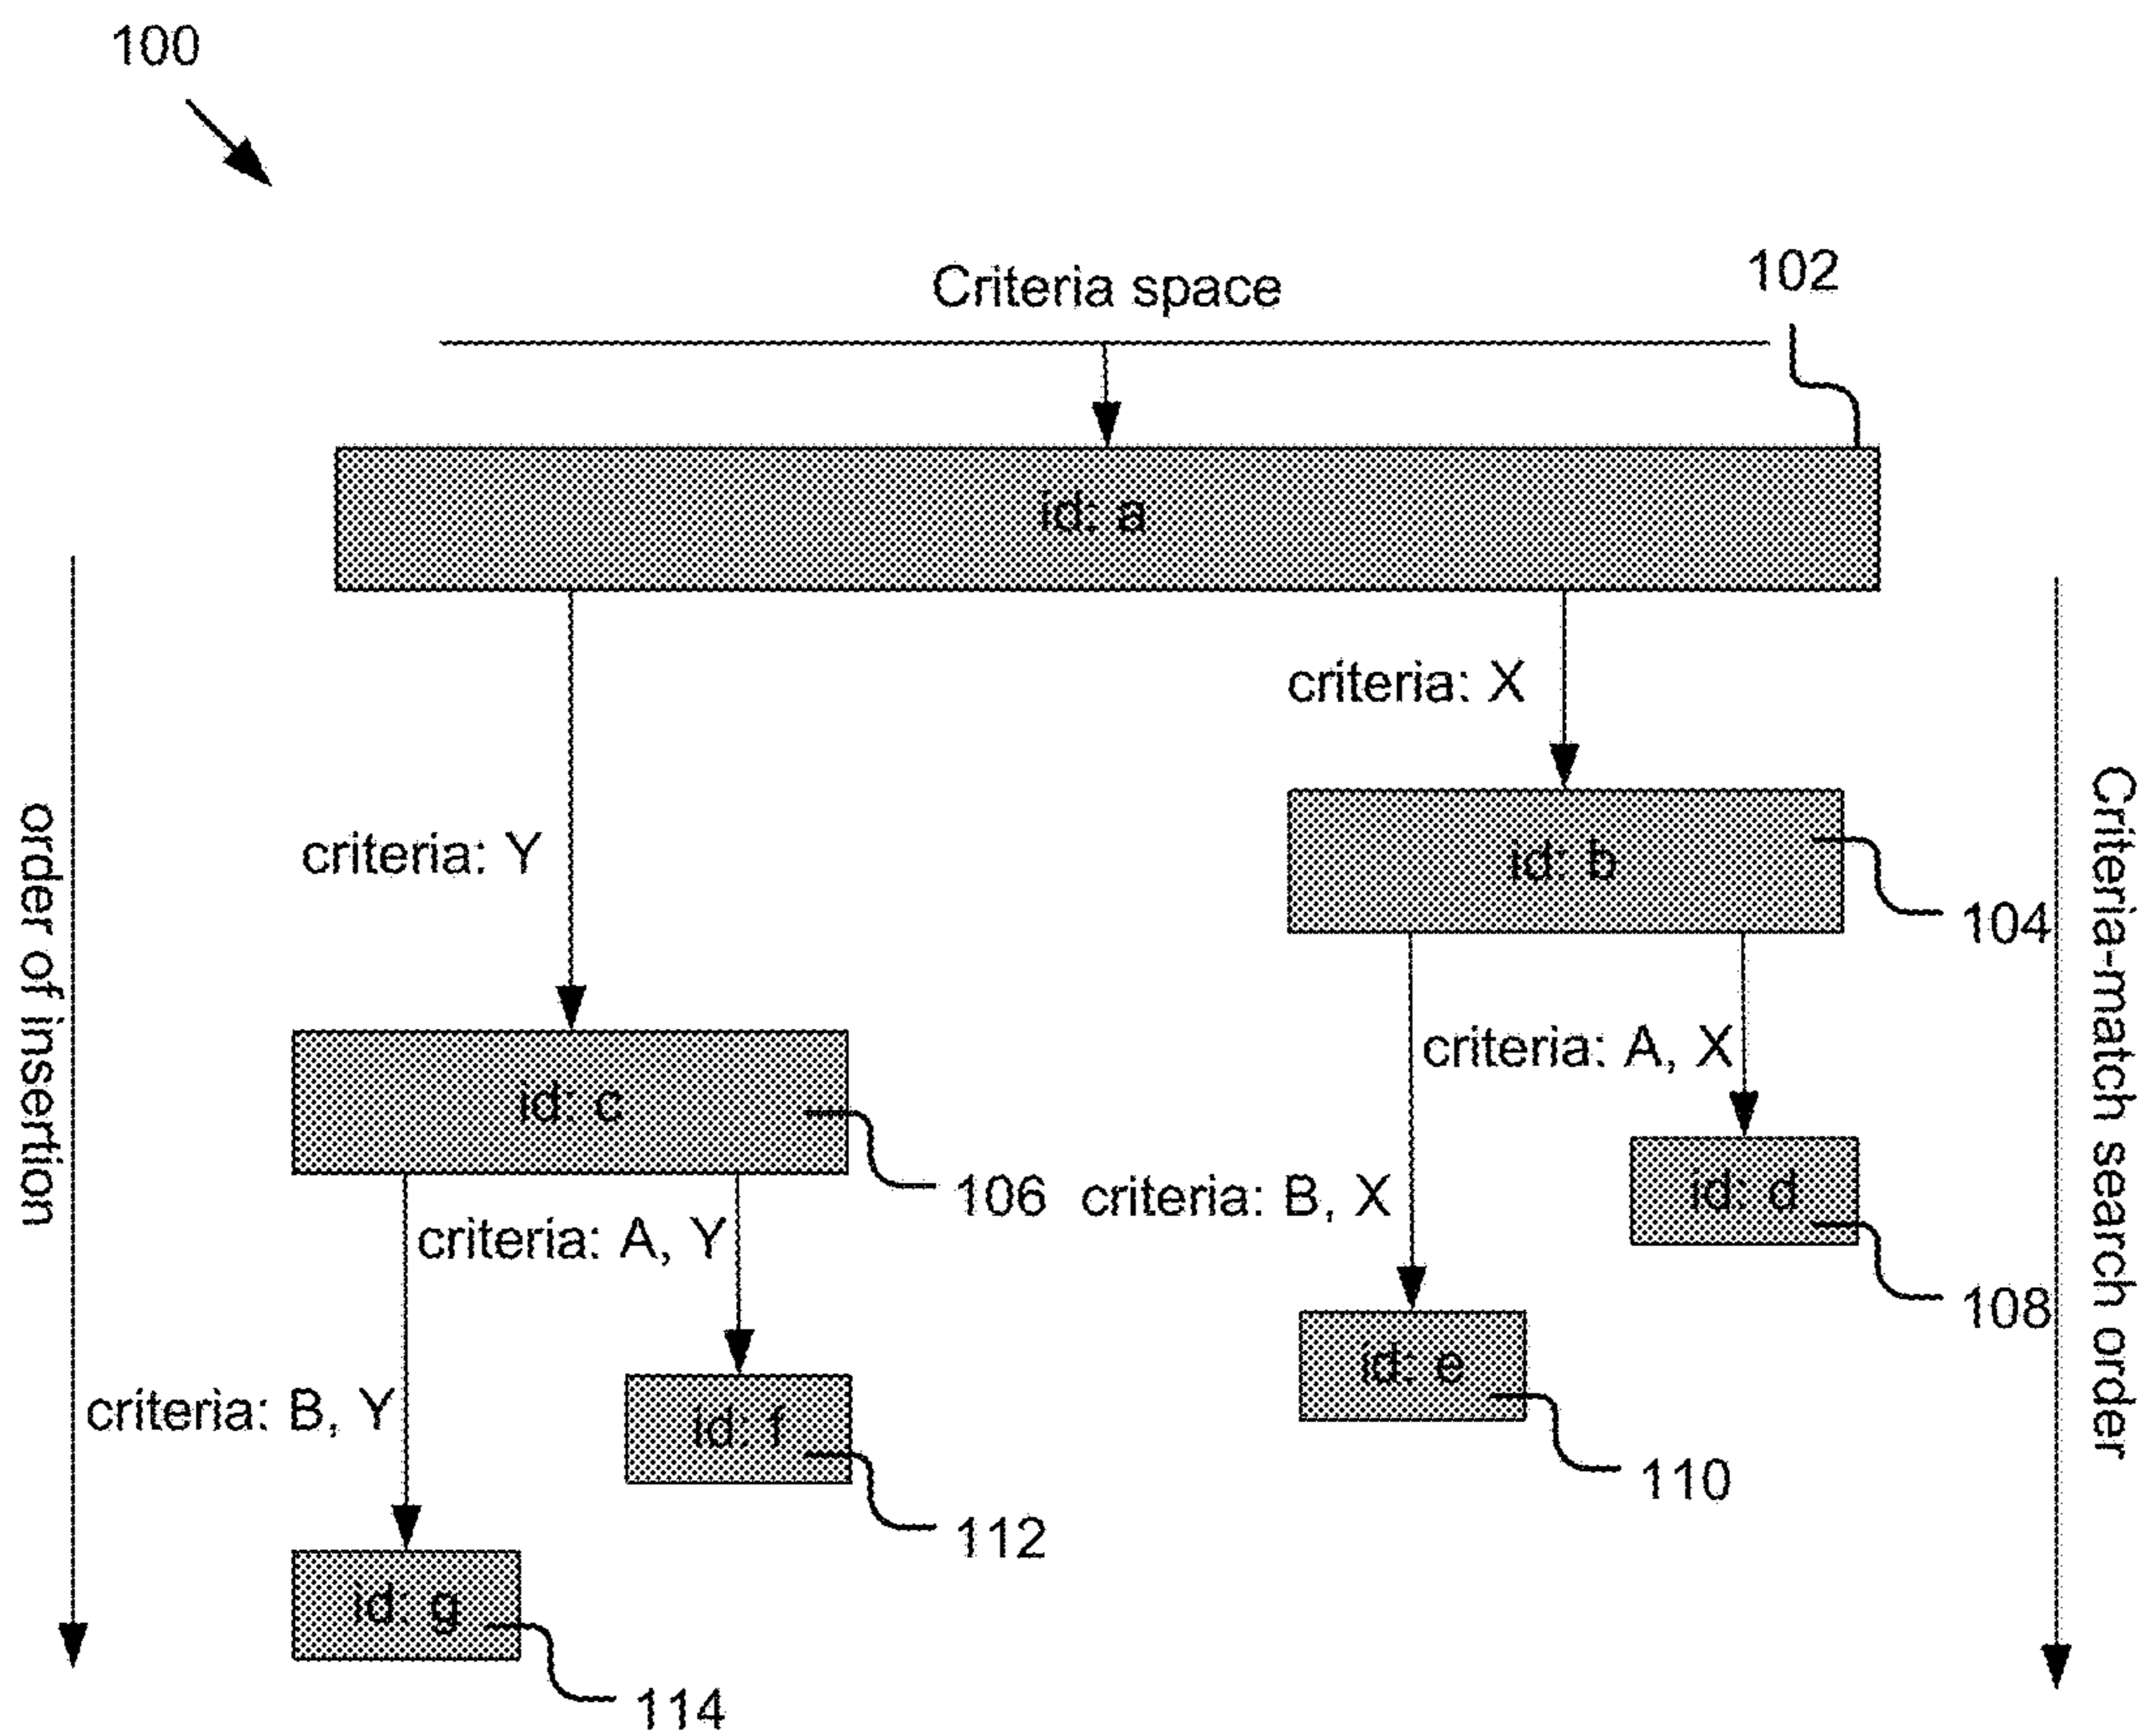 100
Criteria space
102
id: a
criteria: X
criteria: Y
id: b
104
order of insertion
Criteria-match search order
id: c
criteria: A, X
106
criteria: B, X
id: d
criteria: A, Y
108
id: e
criteria: B, Y
id: f
110
112
id: g
114